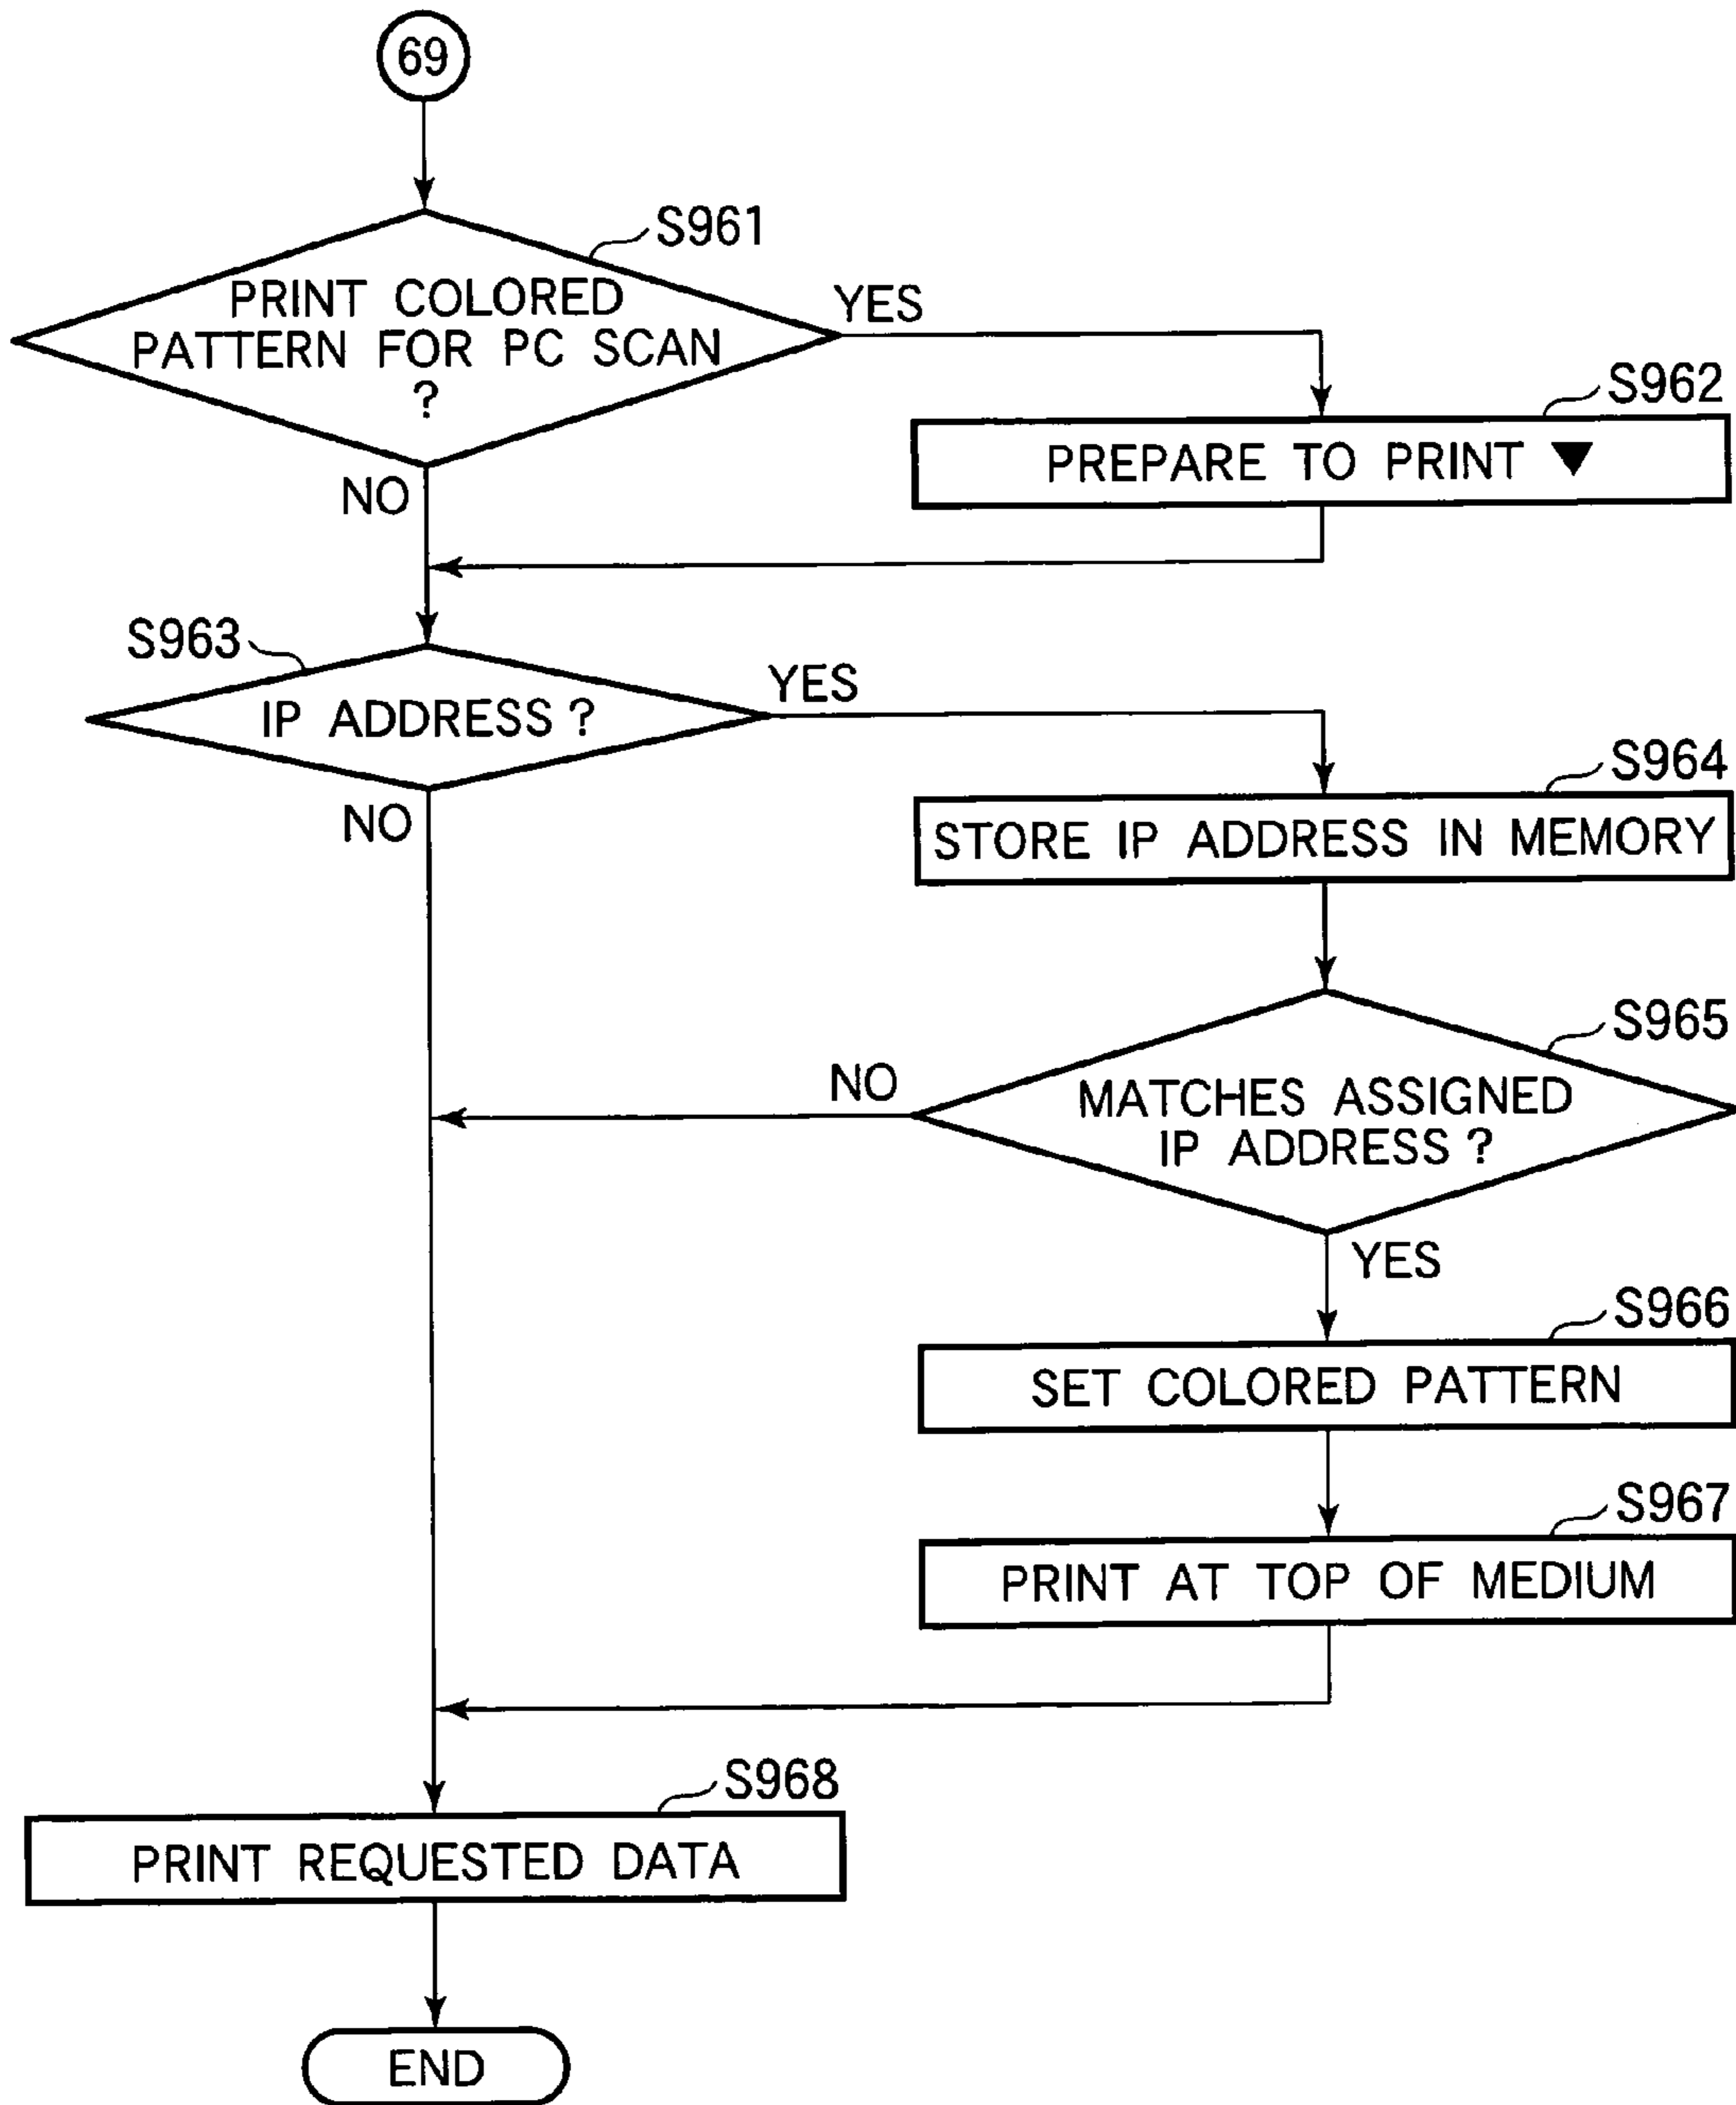 69
S961
PRINT COLORED
PATTERN FOR PC SCAN
?
YES
NO
S962
PREPARE TO PRINT ▼
S963
IP ADDRESS ?
YES
NO
S964
STORE IP ADDRESS IN MEMORY
S965
MATCHES ASSIGNED
IP ADDRESS ?
NO
YES
S966
SET COLORED PATTERN
S967
PRINT AT TOP OF MEDIUM
S968
PRINT REQUESTED DATA
END